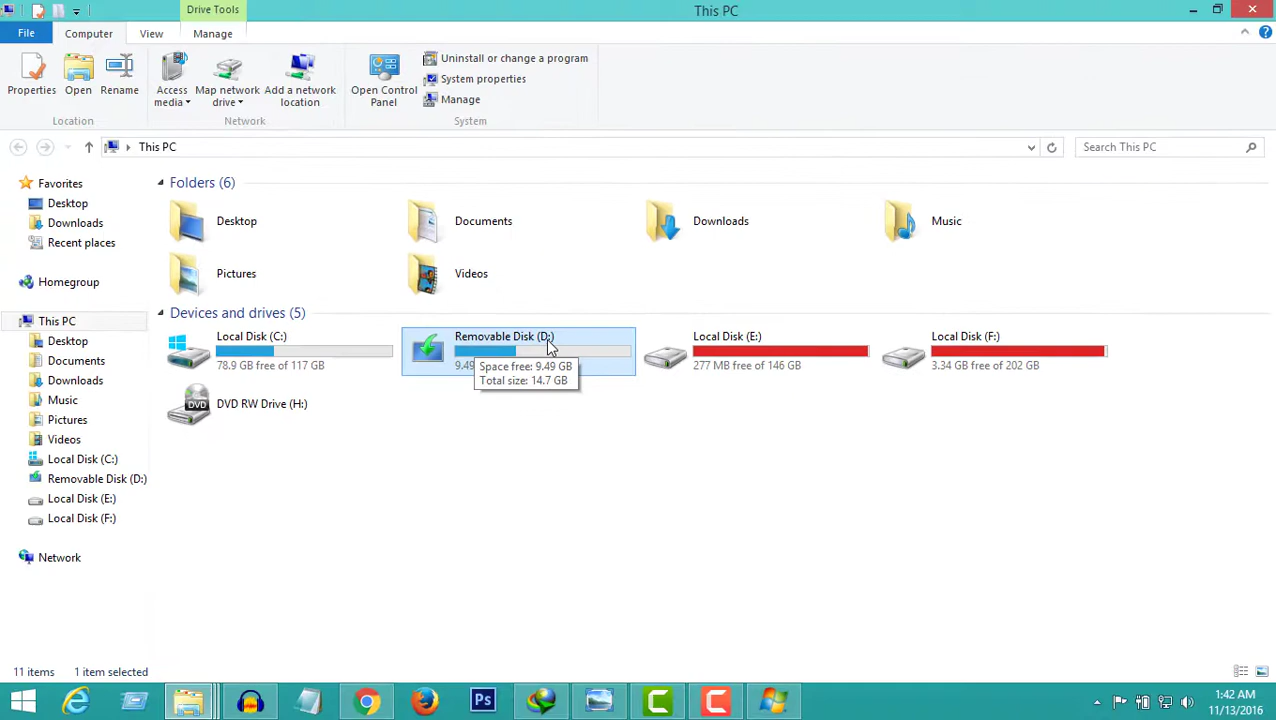 Drive Tools
This PC
File
Computer
View
Manage
Properties
Open
Rename
Access media
Map network drive
Add a network location
Open Control Panel
Uninstall or change a program
System properties
Manage
Location
Network
System
This PC
Search This PC
Favorites
Desktop
Downloads
Recent places
Homegroup
This PC
Desktop
Documents
Downloads
Music
Pictures
Videos
Local Disk (C:)
Removable Disk (D:)
Local Disk (E:)
Local Disk (F:)
Network
Folders (6)
Desktop
Documents
Downloads
Music
Pictures
Videos
Devices and drives (5)
Local Disk (C:)
78.9 GB free of 117 GB
Removable Disk (D:)
9.49
Space free: 9.49 GB
Total size: 14.7 GB
Local Disk (E:)
277 MB free of 146 GB
Local Disk (F:)
3.34 GB free of 202 GB
DVD
DVD RW Drive (H:)
11 items
1 item selected
Ps
1:42 AM
11/13/2016